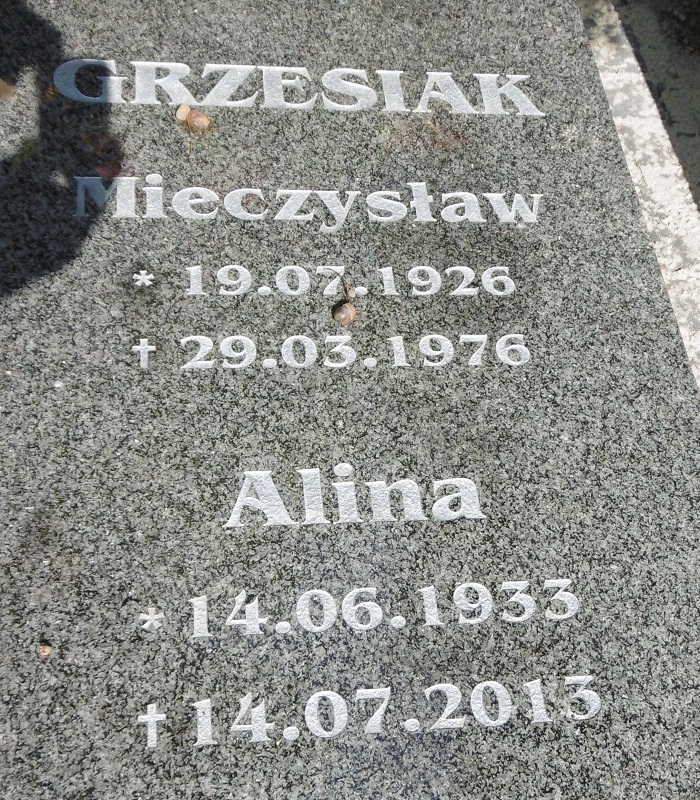 GRZESIAK
Mieczysław
* 19.07.1926
† 29.03.1976
Alina
* 14.06.1933
† 14.07.2013